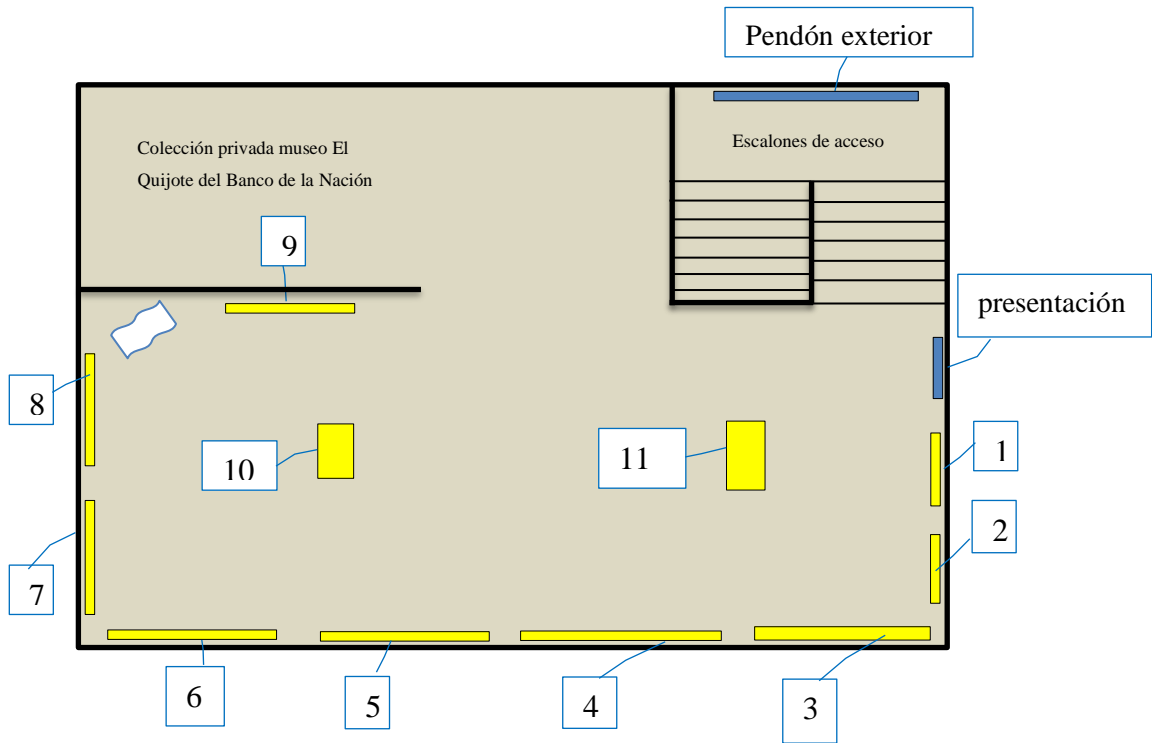 Pendón exterior
Colección privada museo El
Quijote del Banco de la Nación
Escalones de acceso
9
presentación
8
10
11
1
2
7
6
5
4
3